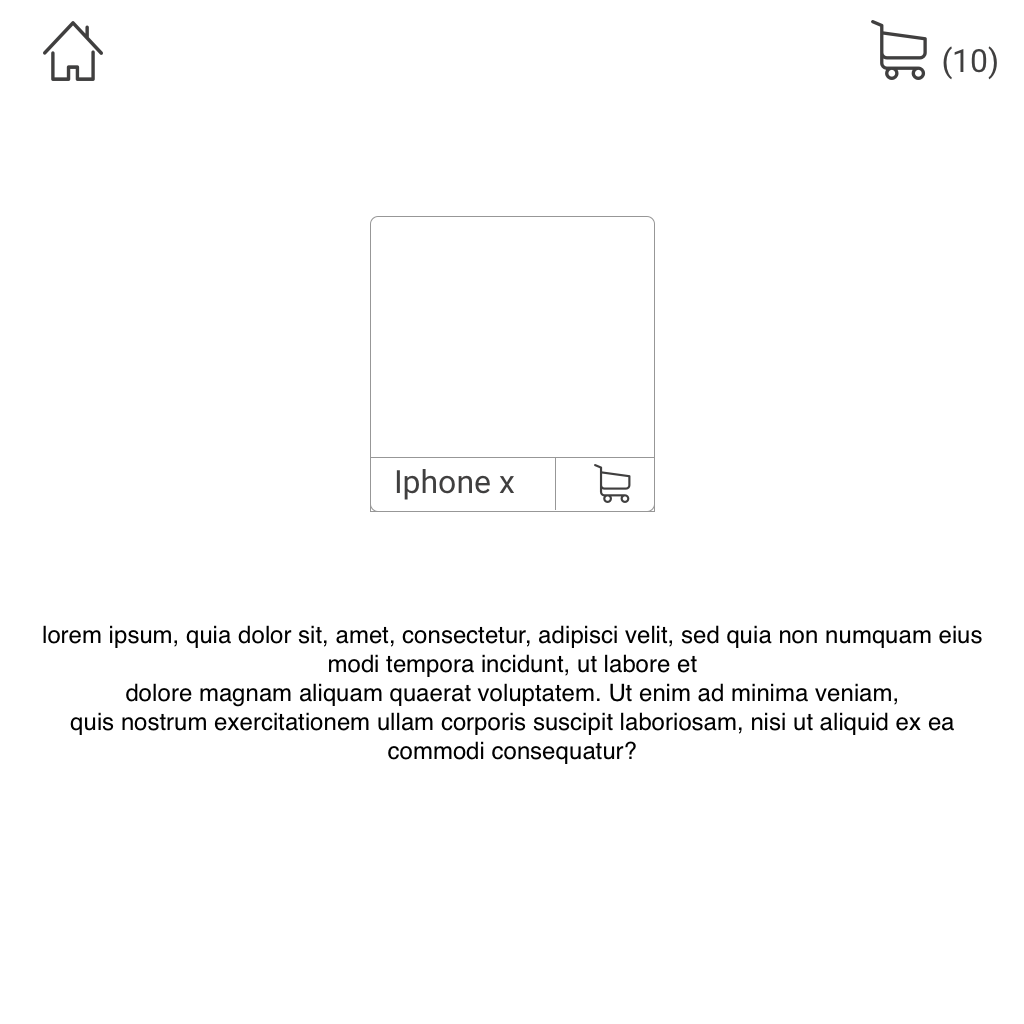 (10)
Iphone x
lorem ipsum, quia dolor sit, amet, consectetur, adipisci velit, sed quia non numquam eius
modi tempora incidunt, ut labore et
dolore magnam aliquam quaerat voluptatem. Ut enim ad minima veniam,
quis nostrum exercitationem ullam corporis suscipit laboriosam, nisi ut aliquid ex ea
commodi consequatur?